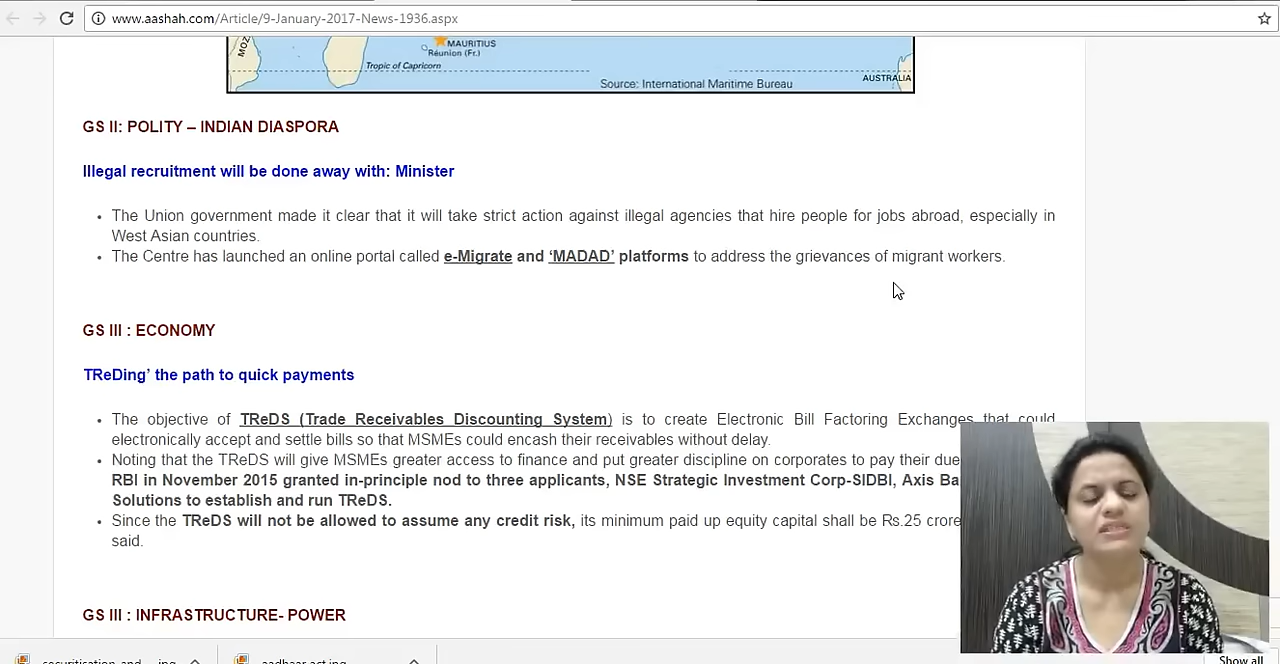 www.aashah.com/Article/9-January-2017-News-1936.aspx
MAURITIUS
Réunion (Fr.)
Tropic of Capricorn
Source: International Maritime Bureau
AUSTRALIA
GS II: POLITY – INDIAN DIASPORA
Illegal recruitment will be done away with: Minister
• The Union government made it clear that it will take strict action against illegal agencies that hire people for jobs abroad, especially in
West Asian countries.
• The Centre has launched an online portal called e-Migrate and ‘MADAD’ platforms to address the grievances of migrant workers.
GS III : ECONOMY
TReDing’ the path to quick payments
• The objective of TReDS (Trade Receivables Discounting System) is to create Electronic Bill Factoring Exchanges that could
electronically accept and settle bills so that MSMEs could encash their receivables without delay.
• Noting that the TReDS will give MSMEs greater access to finance and put greater discipline on corporates to pay their due
RBI in November 2015 granted in-principle nod to three applicants, NSE Strategic Investment Corp-SIDBI, Axis Ba
Solutions to establish and run TReDS.
• Since the TReDS will not be allowed to assume any credit risk, its minimum paid up equity capital shall be Rs.25 crore
said.
GS III : INFRASTRUCTURE- POWER
Show all